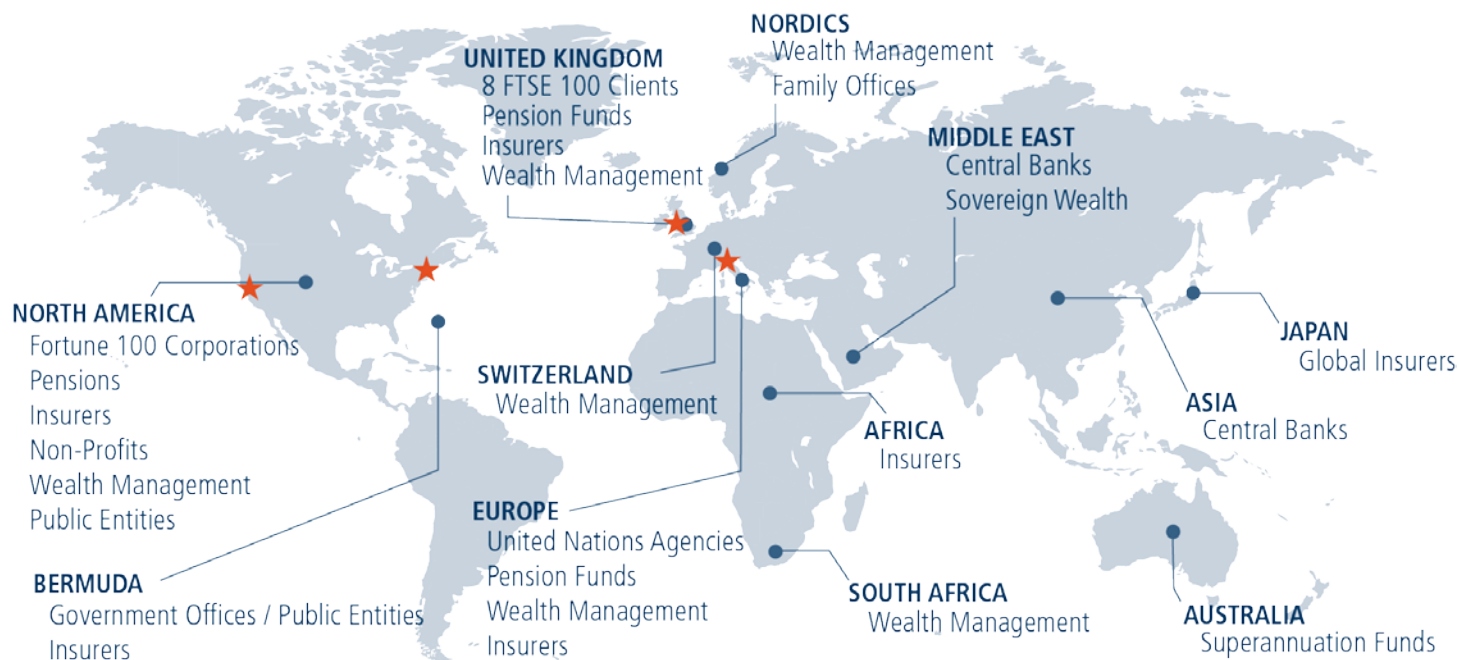 NORDICS
Wealth Management
Family Offices
UNITED KINGDOM
8 FTSE 100 Clients
Pension Funds
Insurers
Wealth Management
MIDDLE EAST
Central Banks
Sovereign Wealth
NORTH AMERICA
Fortune 100 Corporations
Pensions
Insurers
Non-Profits
Wealth Management
Public Entities
JAPAN
Global Insurers
SWITZERLAND
Wealth Management
ASIA
Central Banks
AFRICA
Insurers
EUROPE
United Nations Agencies
Pension Funds
Wealth Management
Insurers
BERMUDA
Government Offices / Public Entities
Insurers
SOUTH AFRICA
Wealth Management
AUSTRALIA
Superannuation Funds